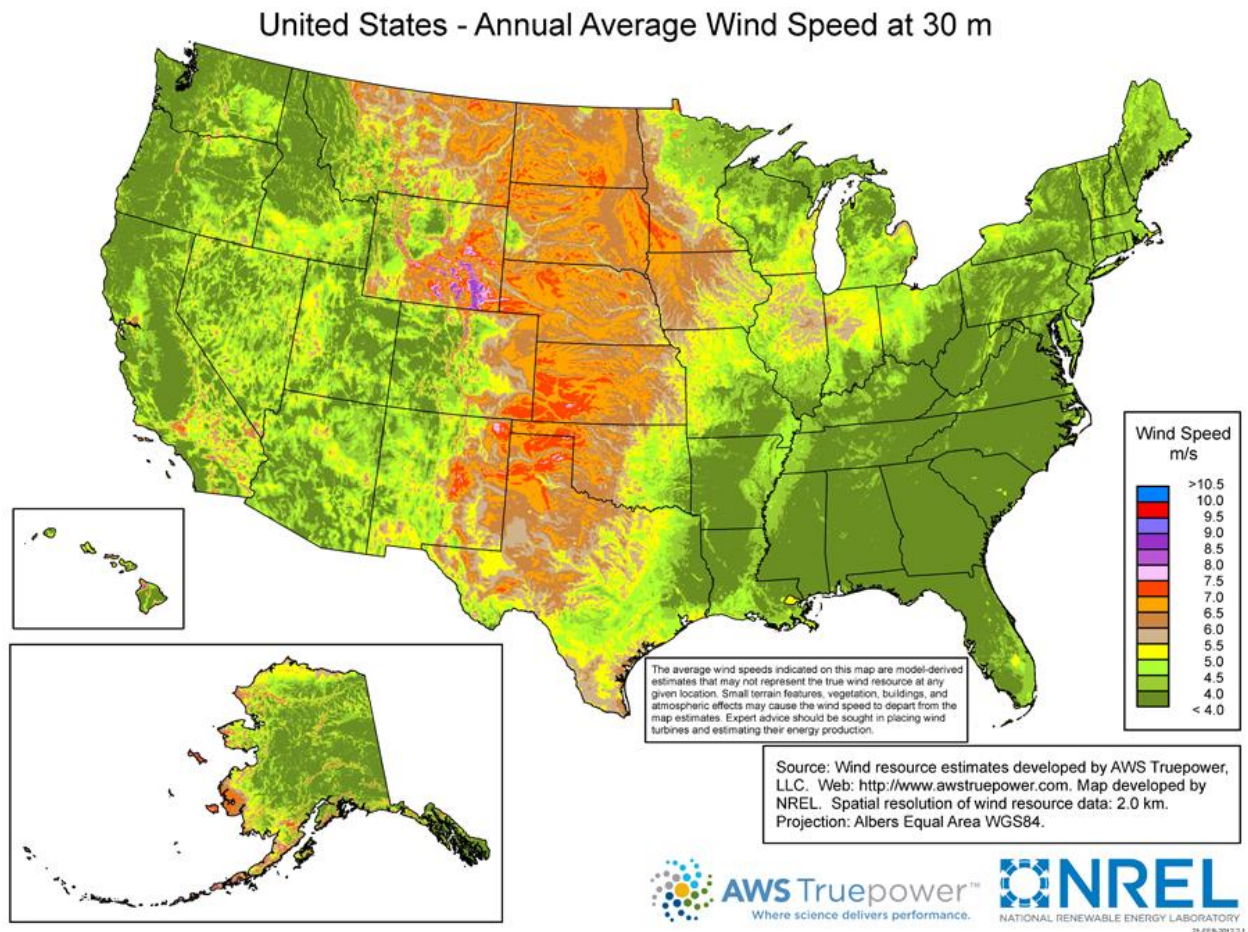 United States - Annual Average Wind Speed at 30 m
Wind Speed
m/s
>10.5
10.0
9.5
9.0
8.5
8.0
7.5
7.0
6.5
6.0
5.5
5.0
4.5
4.0
< 4.0
The average wind speeds indicated on this map are model-derived
estimates that may not represent the true wind resource at any
given location. Small terrain features, vegetation, buildings, and
atmospheric effects may cause the wind speed to depart from the
map estimates. Expert advice should be sought in placing wind
turbines and estimating their energy production.
Source: Wind resource estimates developed by AWS Truepower,
LLC. Web: http://www.awstruepower.com. Map developed by
NREL. Spatial resolution of wind resource data: 2.0 km.
Projection: Albers Equal Area WGS84.
AWS Truepower™
Where science delivers performance.
NREL
NATIONAL RENEWABLE ENERGY LABORATORY